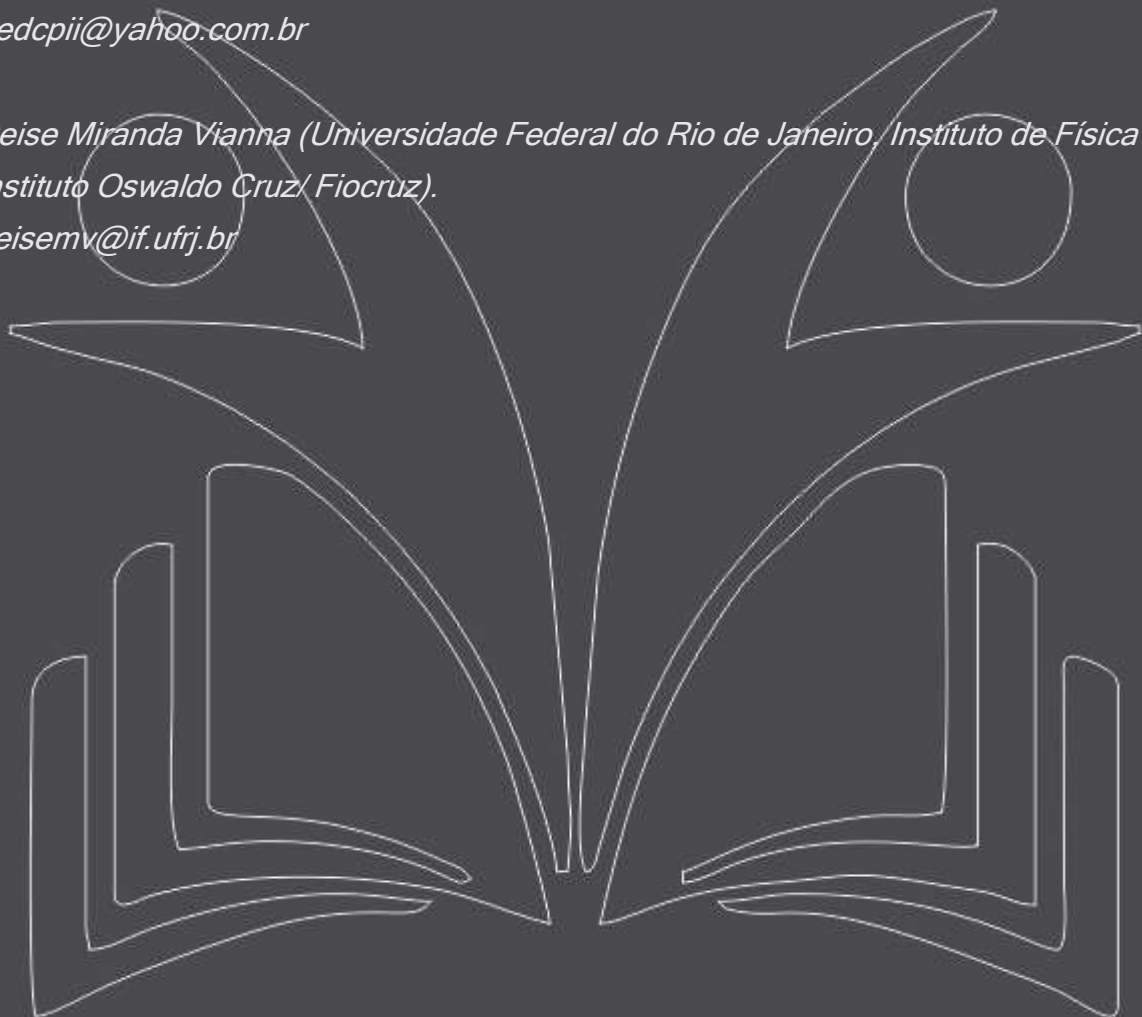 edcpii@yahoo.com.br
eise Miranda Vianna (Universidade Federal do Rio de Janeiro, Instituto de Física
nstituto Oswaldo Cruz/ Fiocruz).
eisemv@if.ufrj.br